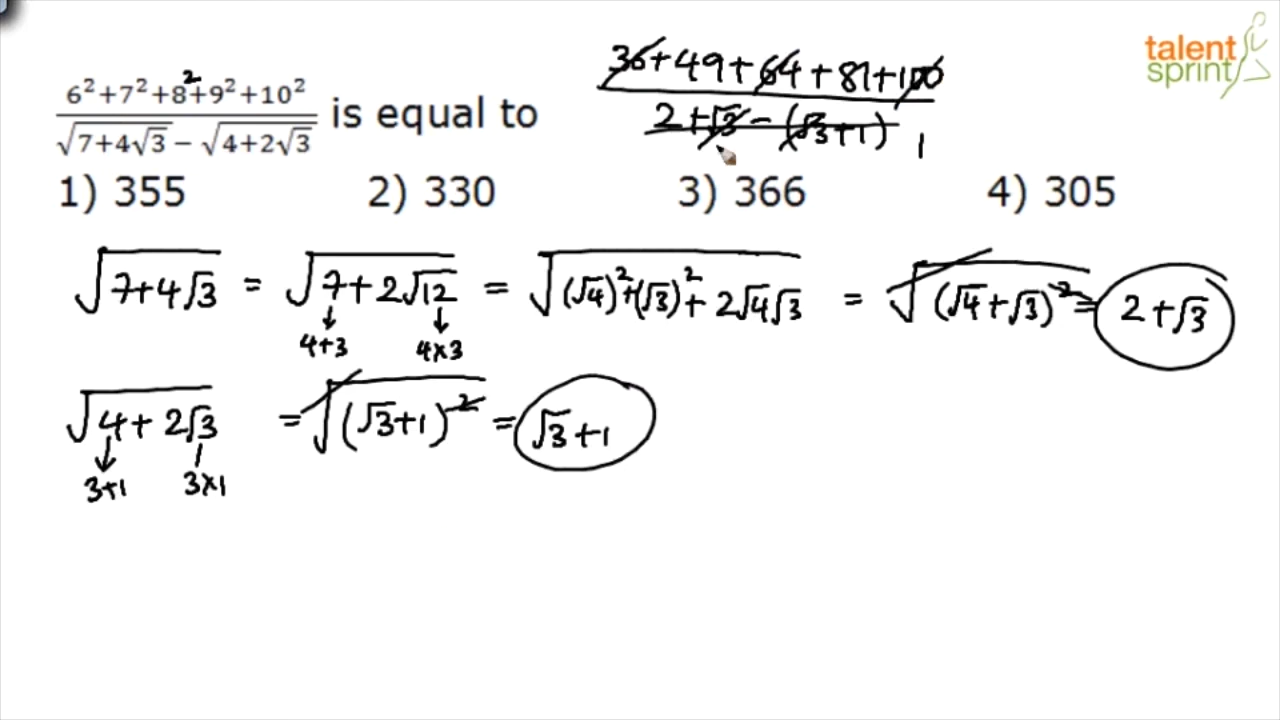 talent
sprint
(6² + 7² + 8² + 9² + 10²) / (√(7+4√3) − √(4+2√3)) is equal to
36 + 49 + 64 + 81 + 100
2 + √3 − (√3 + 1) 1
1) 355 2) 330 3) 366 4) 305
√(7+4√3) = √(7+2√12) = √((√4)² + (√3)² + 2√4√3) = √((√4+√3)²) = 2+√3
4+3 4×3
√(4+2√3) = √((√3+1)²) = √3+1
3+1 3×1